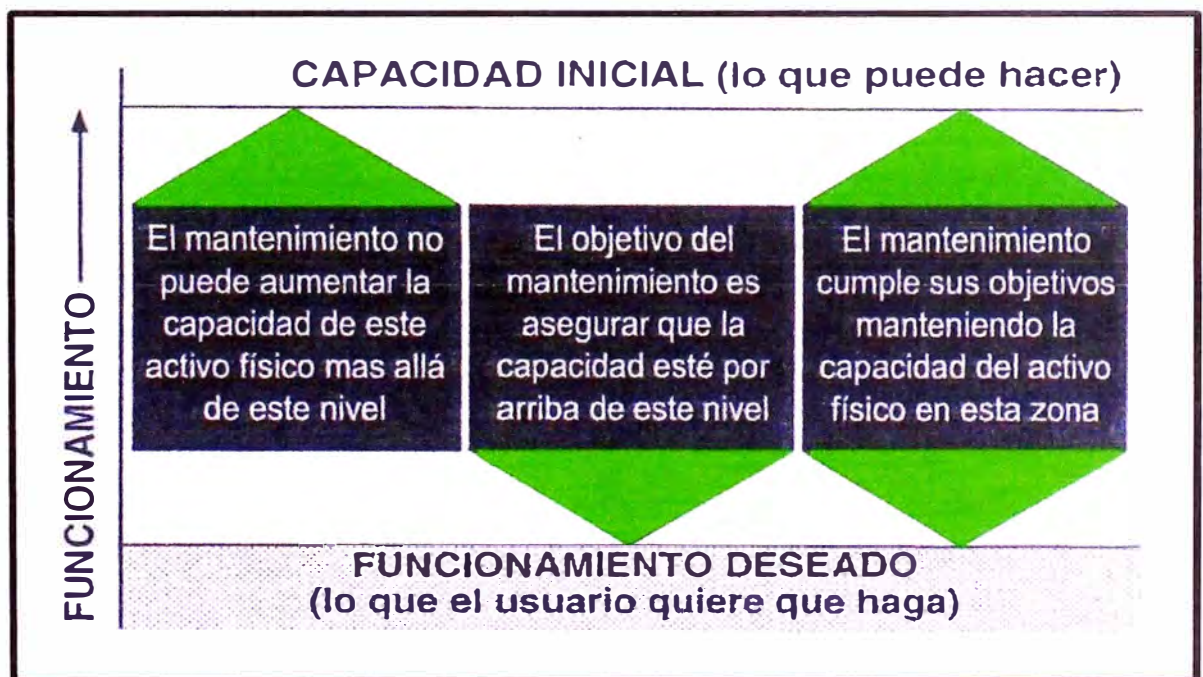 CAPACIDAD INICIAL (lo que puede hacer)
FUNCIONAMIENTO
El mantenimiento no
puede aumentar la
capacidad de este
activo físico mas allá
de este nivel
El objetivo del
mantenimiento es
asegurar que la
capacidad esté por
arriba de este nivel
El mantenimiento
cumple sus objetivos
manteniendo la
capacidad del activo
físico en esta zona
FUNCIONAMIENTO DESEADO
(lo que el usuario quiere que haga)